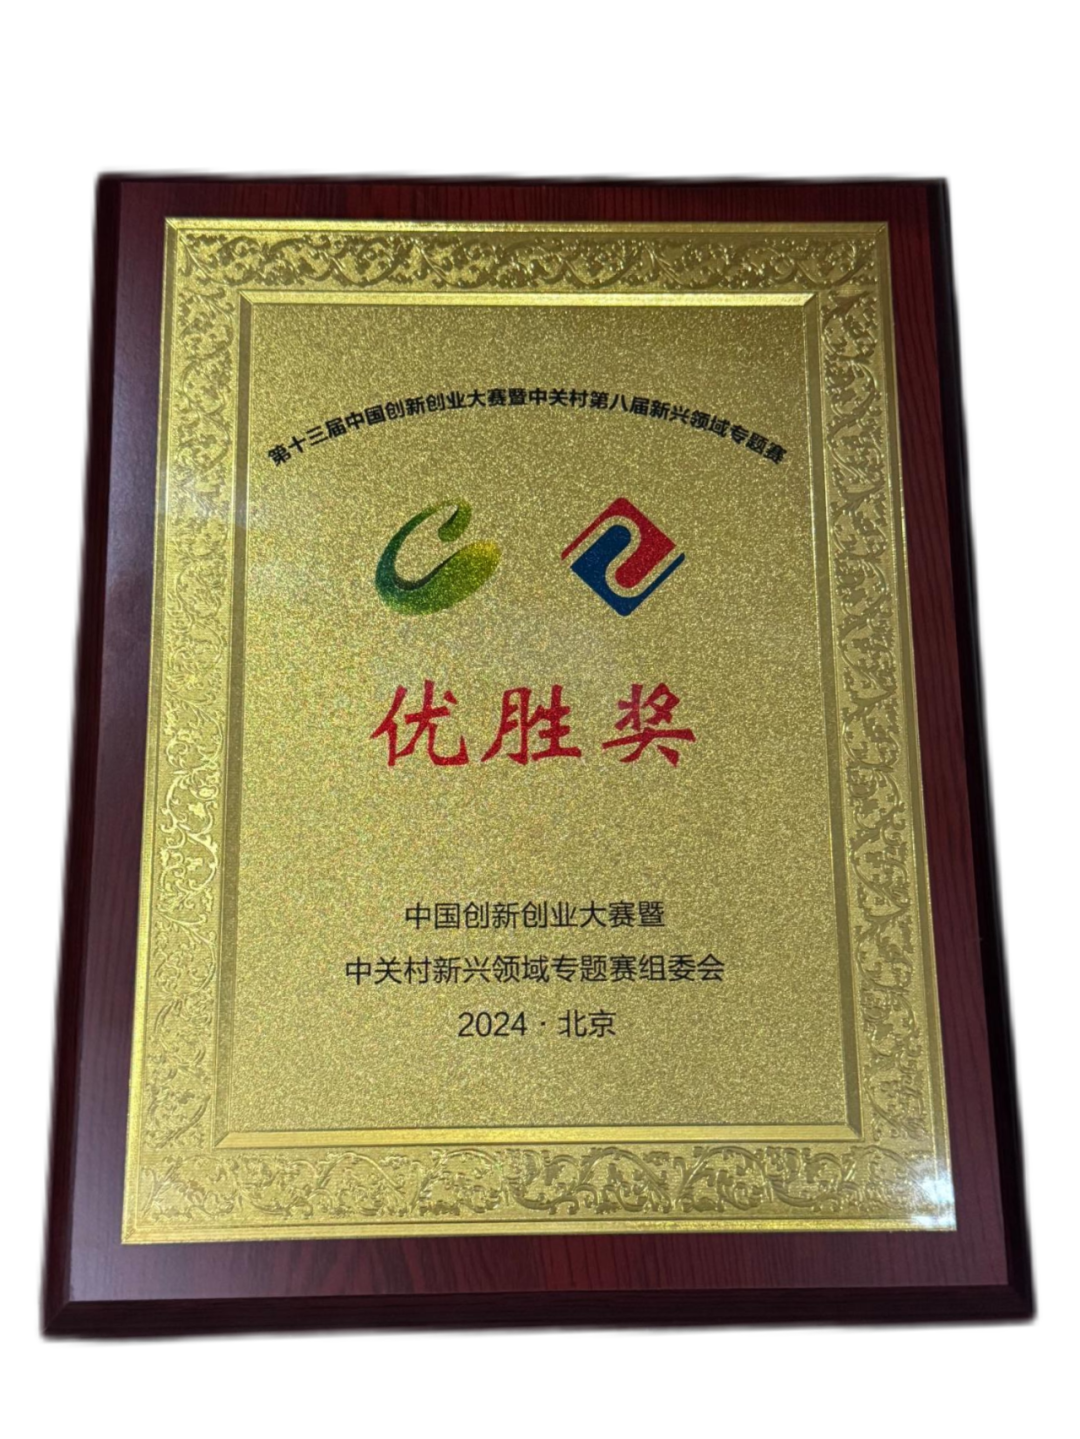 第十三届中国创新创业大赛暨中关村第八届新兴领域专题赛
优胜奖
中国创新创业大赛暨
中关村新兴领域专题赛组委会
2024·北京